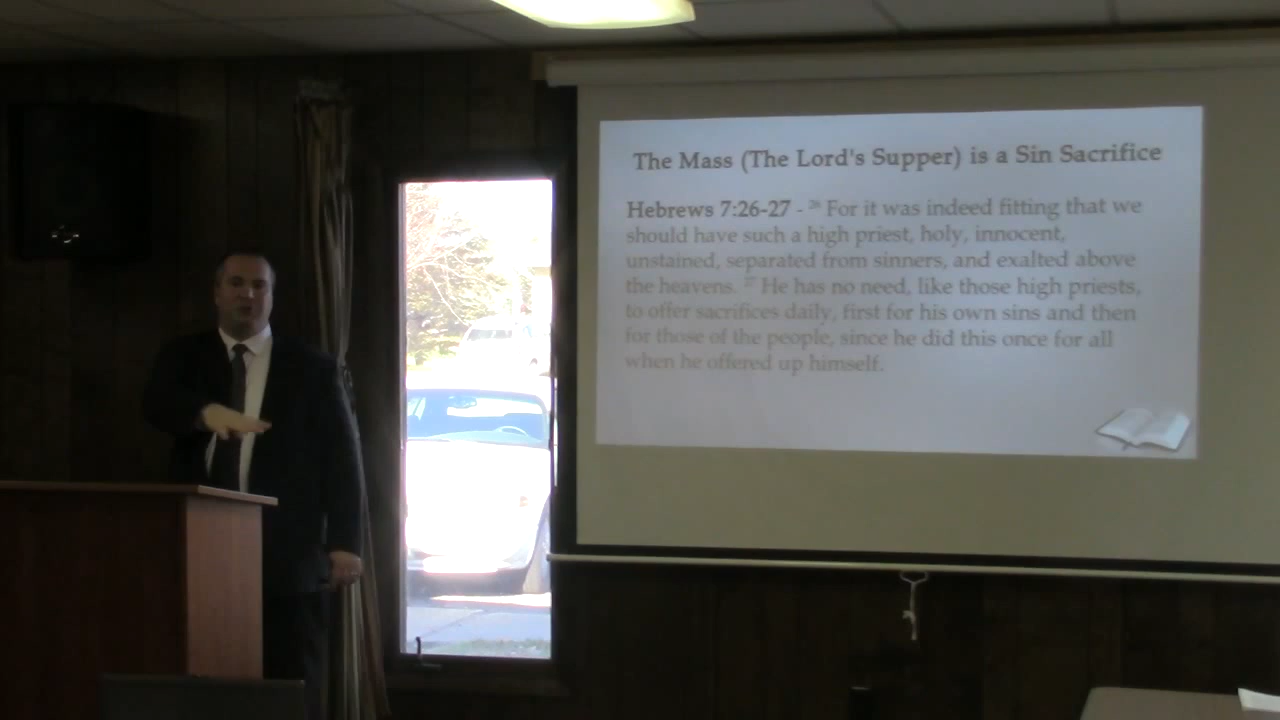 The Mass (The Lord's Supper) is a Sin Sacrifice
Hebrews 7:26-27 - 26 For it was indeed fitting that we
should have such a high priest, holy, innocent,
unstained, separated from sinners, and exalted above
the heavens. 27 He has no need, like those high priests,
to offer sacrifices daily, first for his own sins and then
for those of the people, since he did this once for all
when he offered up himself.